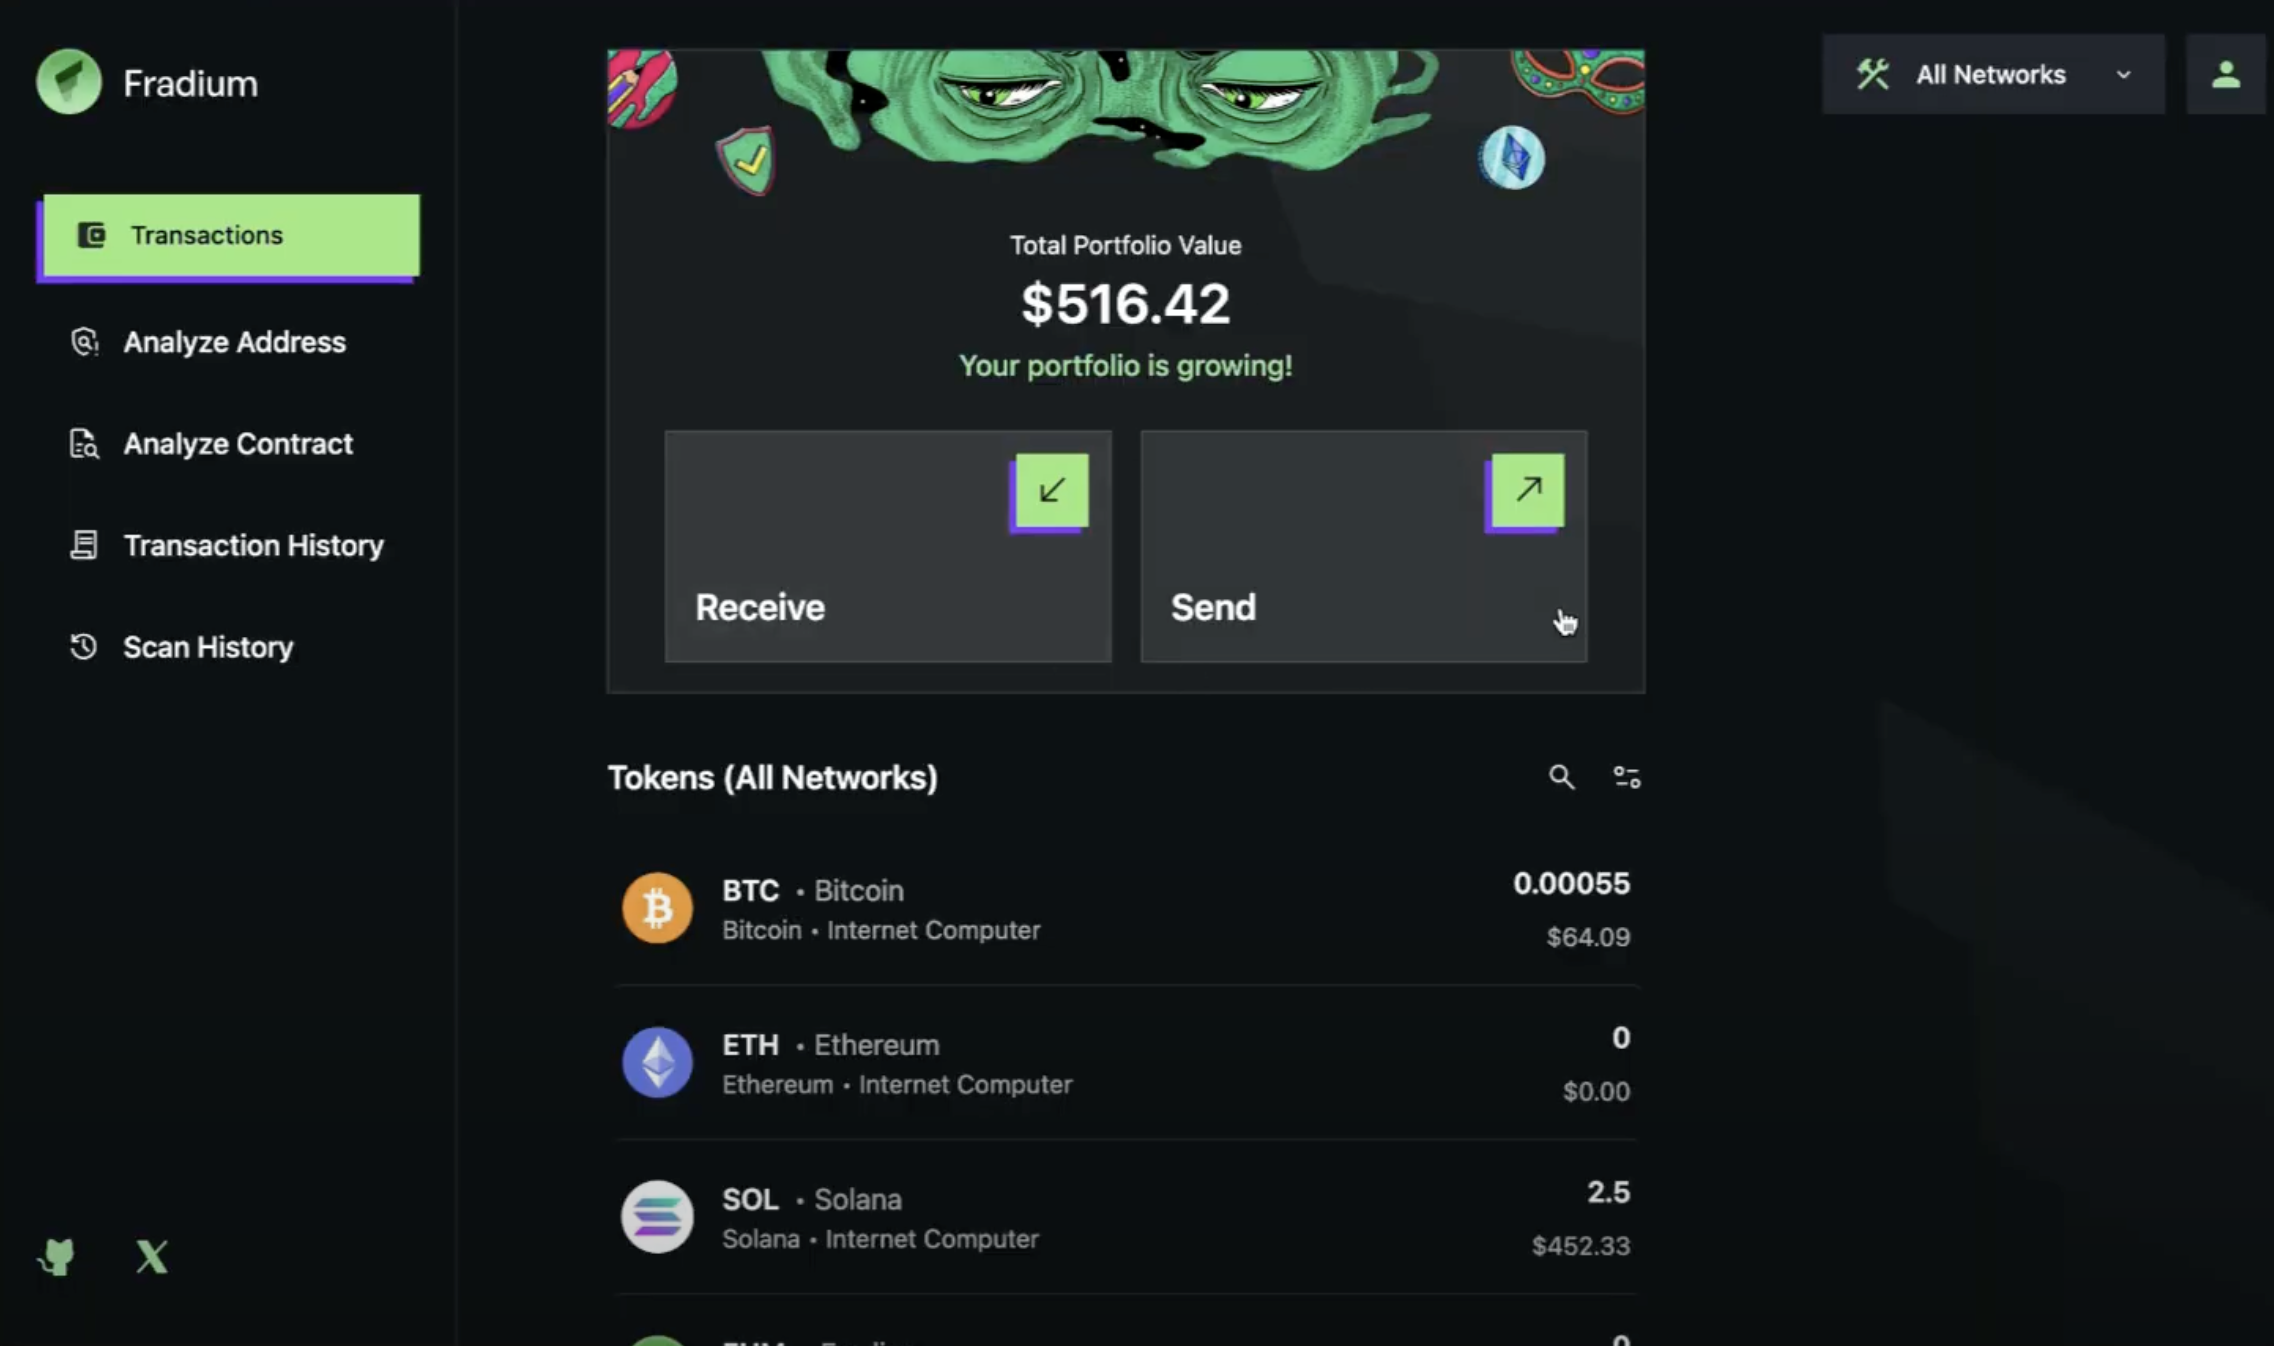 Fradium
Transactions
Analyze Address
Analyze Contract
Transaction History
Scan History
All Networks
Total Portfolio Value
$516.42
Your portfolio is growing!
Receive
Send
Tokens (All Networks)
BTC • Bitcoin
Bitcoin • Internet Computer
0.00055
$64.09
ETH • Ethereum
Ethereum • Internet Computer
0
$0.00
SOL • Solana
Solana • Internet Computer
2.5
$452.33